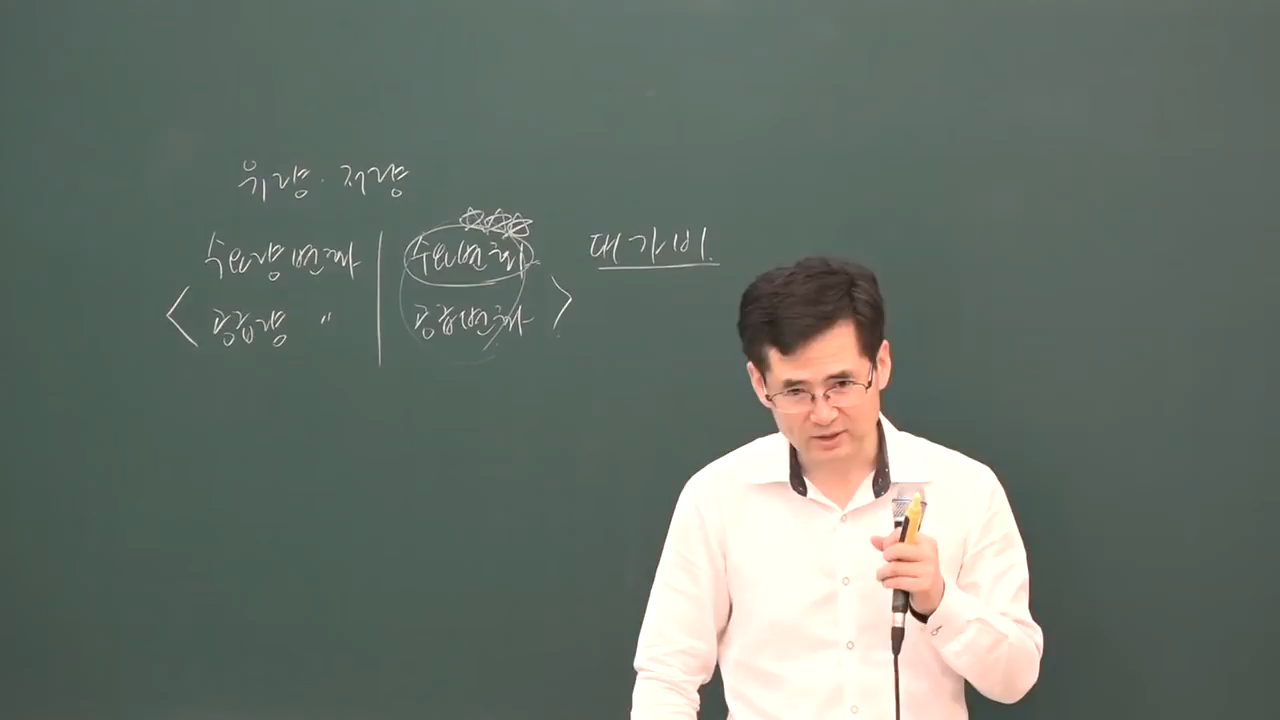 유량 · 저량
수요량변화 수요변화 대가비
< 공급량 〃 공급변화 >